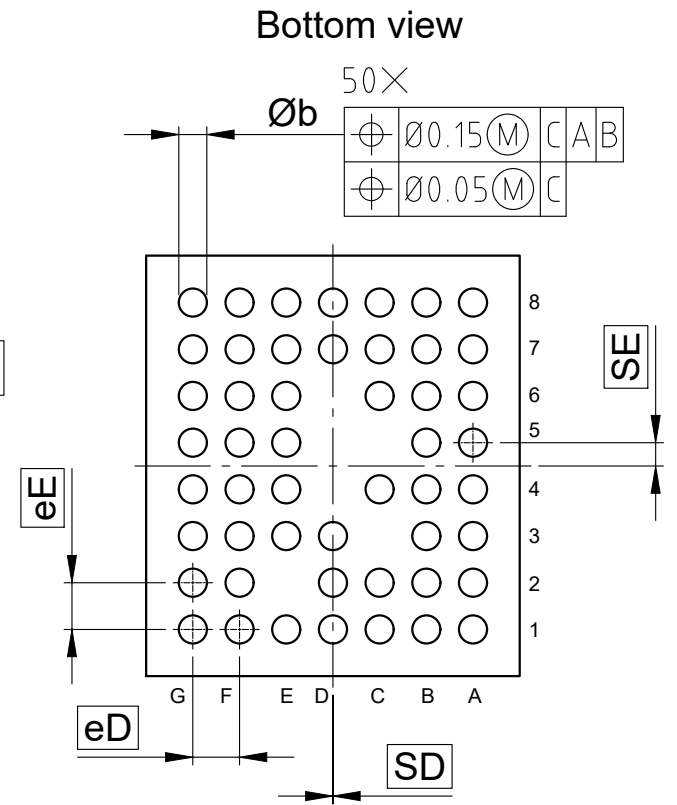 Bottom view
50×
Øb
⌖ Ø0.15Ⓜ C A B
⌖ Ø0.05Ⓜ C
8
7
SE
6
5
eE
4
3
2
1
G F E D C B A
eD
SD